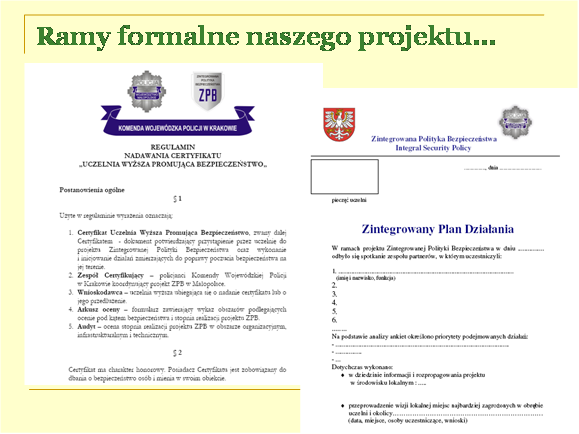 Ramy formalne naszego projektu...
ZPB
KOMENDA WOJEWÓDZKA POLICJI W KRAKOWIE
REGULAMIN
NADAWANIA CERTYFIKATU
„UCZELNIA WYŻSZA PROMUJĄCA BEZPIECZEŃSTWO„
Postanowienia ogólne
§ 1
Użyte w regulaminie wyrażenia oznaczają:
1. Certyfikat Uczelnia Wyższa Promująca Bezpieczeństwo, zwany dalej
Certyfikatem - dokument potwierdzający przystąpienie przez uczelnię do
projektu Zintegrowanej Polityki Bezpieczeństwa oraz wykonanie
i inicjowanie działań zmierzających do poprawy poczucia bezpieczeństwa na
jej terenie.
2. Zespół Certyfikujący – policjanci Komendy Wojewódzkiej Policji
w Krakowie koordynujący projekt ZPB w Małopolsce.
3. Wnioskodawca – uczelnia wyższa ubiegająca się o nadanie certyfikatu lub o
jego przedłużenie.
4. Arkusz oceny – formularz zawierający wykaz obszarów podlegających
ocenie pod kątem bezpieczeństwa i stopnia realizacji projektu ZPB.
5. Audyt – ocena stopnia realizacji projektu ZPB w obszarze organizacyjnym,
infrastrukturalnym i technicznym.
§ 2
Certyfikat ma charakter honorowy. Posiadacz Certyfikatu jest zobowiązany do
dbania o bezpieczeństwo osób i mienia w swoim obiekcie.
Zintegrowana Polityka Bezpieczeństwa
Integral Security Policy
............, dnia ........................
pieczęć uczelni
Zintegrowany Plan Działania
W ramach projektu Zintegrowanej Polityki Bezpieczeństwa w dniu ...............
odbyło się spotkanie zespołu partnerów, w którym uczestniczyli:
1. ...............................................................
(imię i nazwisko, funkcja)
2.
3.
4.
5.
6.
........
Na podstawie analizy ankiet określono priorytety podejmowanych działań:
- ...............................................................
- ..............
- ...
Dotychczas wykonano:
♦ w dziedzinie informacji i rozpropagowania projektu
w środowisku lokalnym : .....
♦ przeprowadzenie wizji lokalnej miejsc najbardziej zagrożonych w obrębie
uczelni i okolicy.......................................................
(data, miejsce, osoby uczestniczące, wnioski)